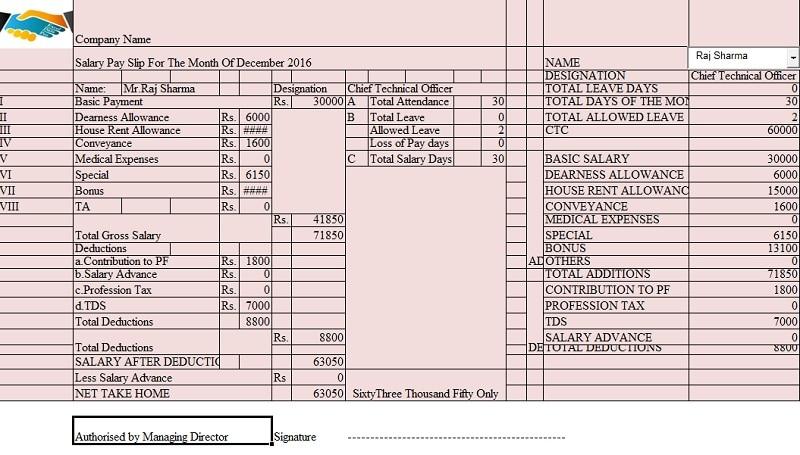 Company Name
Salary Pay Slip For The Month Of December 2016
Name: Mr.Raj Sharma Designation Chief Technical Officer
I Basic Payment Rs. 30000 A Total Attendance 30
II Dearness Allowance Rs. 6000 B Total Leave 0
III House Rent Allowance Rs. #### Allowed Leave 2
IV Conveyance Rs. 1600 Loss of Pay days 0
V Medical Expenses Rs. 0 C Total Salary Days 30
VI Special Rs. 6150
VII Bonus Rs. ####
VIII TA Rs. 0
Rs. 41850
Total Gross Salary 71850
Deductions
a.Contribution to PF Rs. 1800
b.Salary Advance Rs. 0
c.Profession Tax Rs. 0
d.TDS Rs. 7000
Total Deductions 8800
Rs. 8800
Total Deductions
SALARY AFTER DEDUCTIO 63050
Less Salary Advance Rs 0
NET TAKE HOME 63050 SixtyThree Thousand Fifty Only
Authorised by Managing Director Signature ------------------------------------------
NAME Raj Sharma
DESIGNATION Chief Technical Officer
TOTAL LEAVE DAYS 0
TOTAL DAYS OF THE MON 30
TOTAL ALLOWED LEAVE 2
CTC 60000
BASIC SALARY 30000
DEARNESS ALLOWANCE 6000
HOUSE RENT ALLOWANC 15000
CONVEYANCE 1600
MEDICAL EXPENSES 0
SPECIAL 6150
BONUS 13100
AD OTHERS 0
TOTAL ADDITIONS 71850
CONTRIBUTION TO PF 1800
PROFESSION TAX 0
TDS 7000
SALARY ADVANCE 0
DE TOTAL DEDUCTIONS 8800